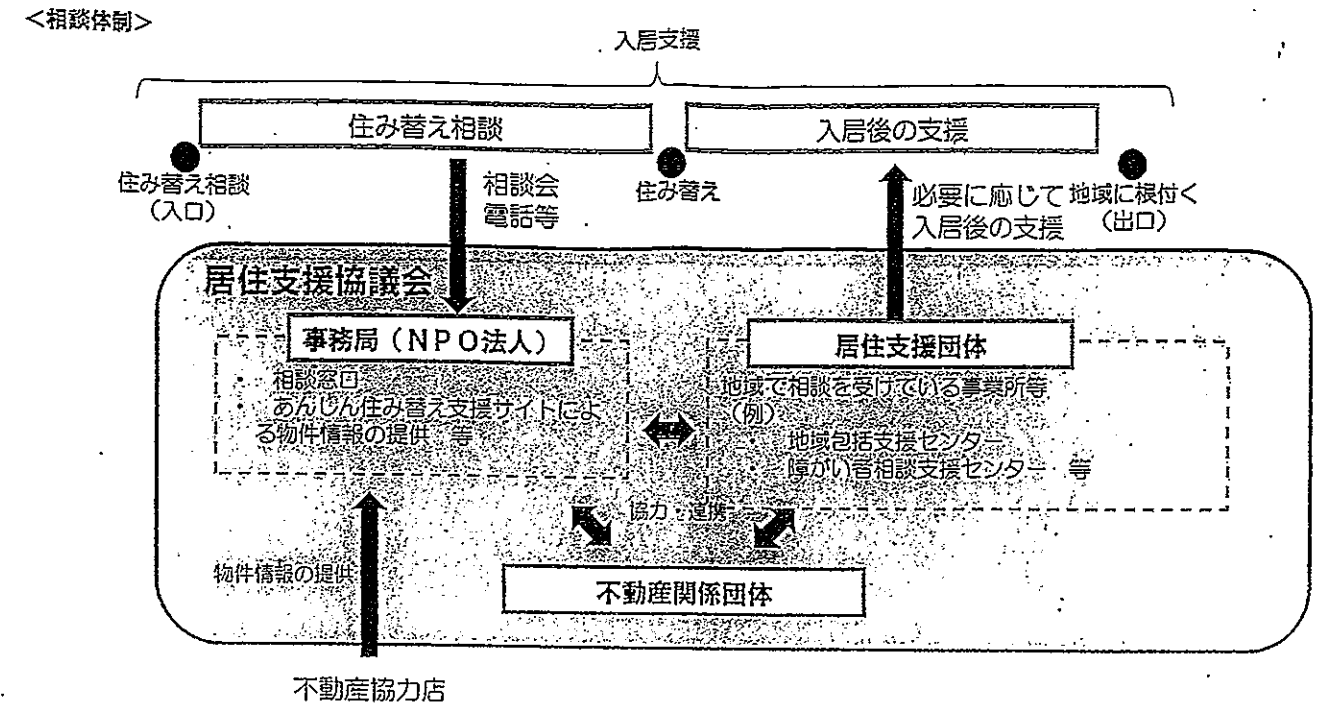 <相談体制>
入居支援
住み替え相談
入居後の支援
住み替え相談
(入口)
相談会
電話等
住み替え
必要に応じて
入居後の支援
地域に根付く
(出口)
居住支援協議会
事務局(NPO法人)
・ 相談窓口
・ あんじん住み替え支援サイトによ
る物件情報の提供 等
居住支援団体
地域で相談を受けている事業所等
(例)
・ 地域包括支援センター
・ 障がい者相談支援センター 等
協力・連携
物件情報の提供
不動産関係団体
不動産協力店